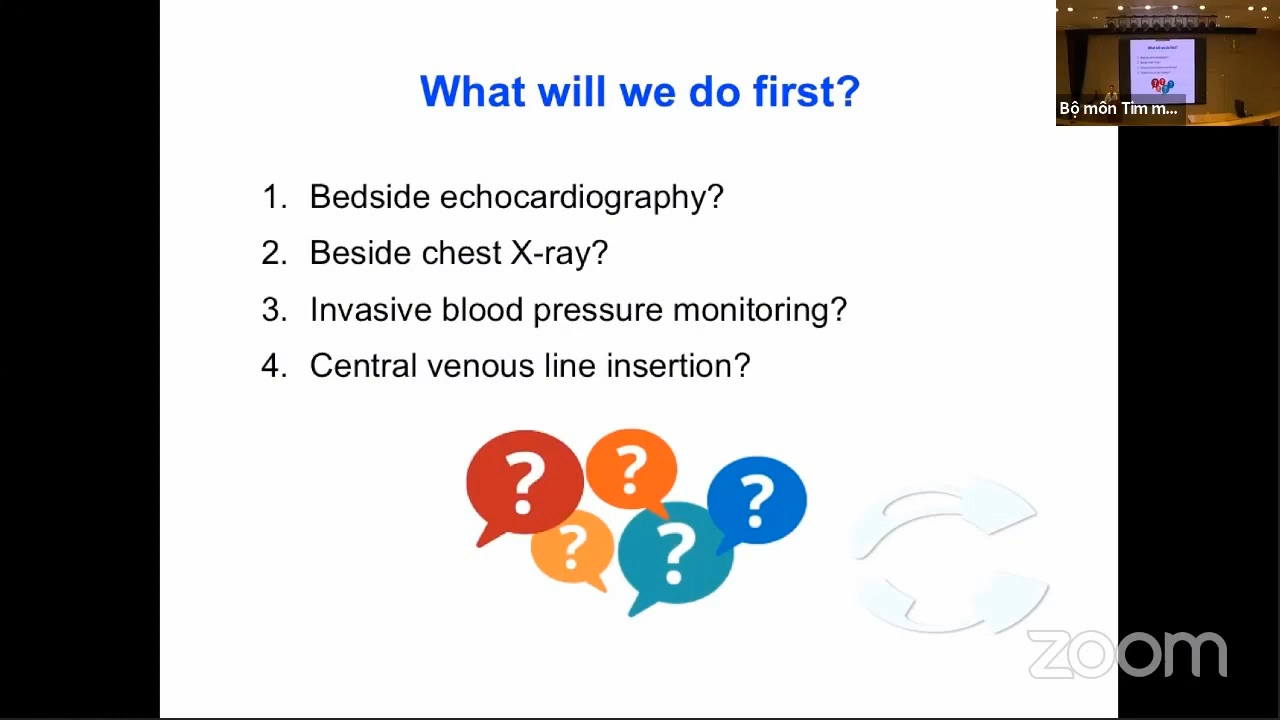 What will we do first?
1. Bedside echocardiography?
2. Beside chest X-ray?
3. Invasive blood pressure monitoring?
4. Central venous line insertion?
? ? ? ? ?
Bộ môn Tim m...
zoom